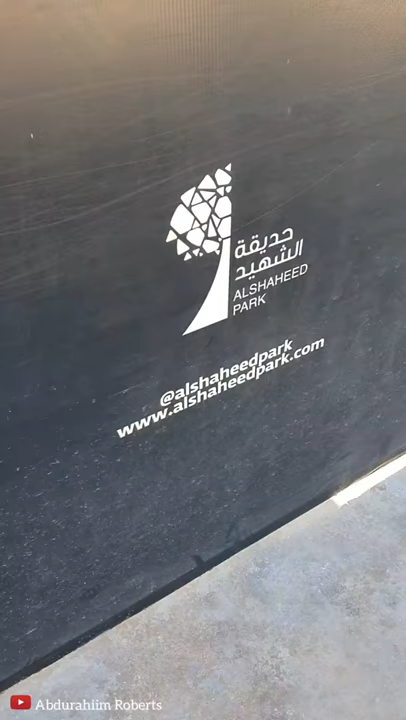 حديقة
الشهيد
ALSHAHEED
PARK
@alshaheedpark
www.alshaheedpark.com
Abdurahiim Roberts